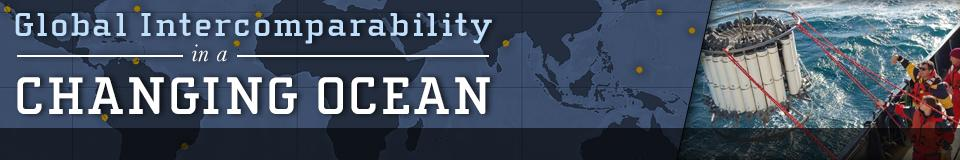 Global Intercomparability
in a
CHANGING OCEAN